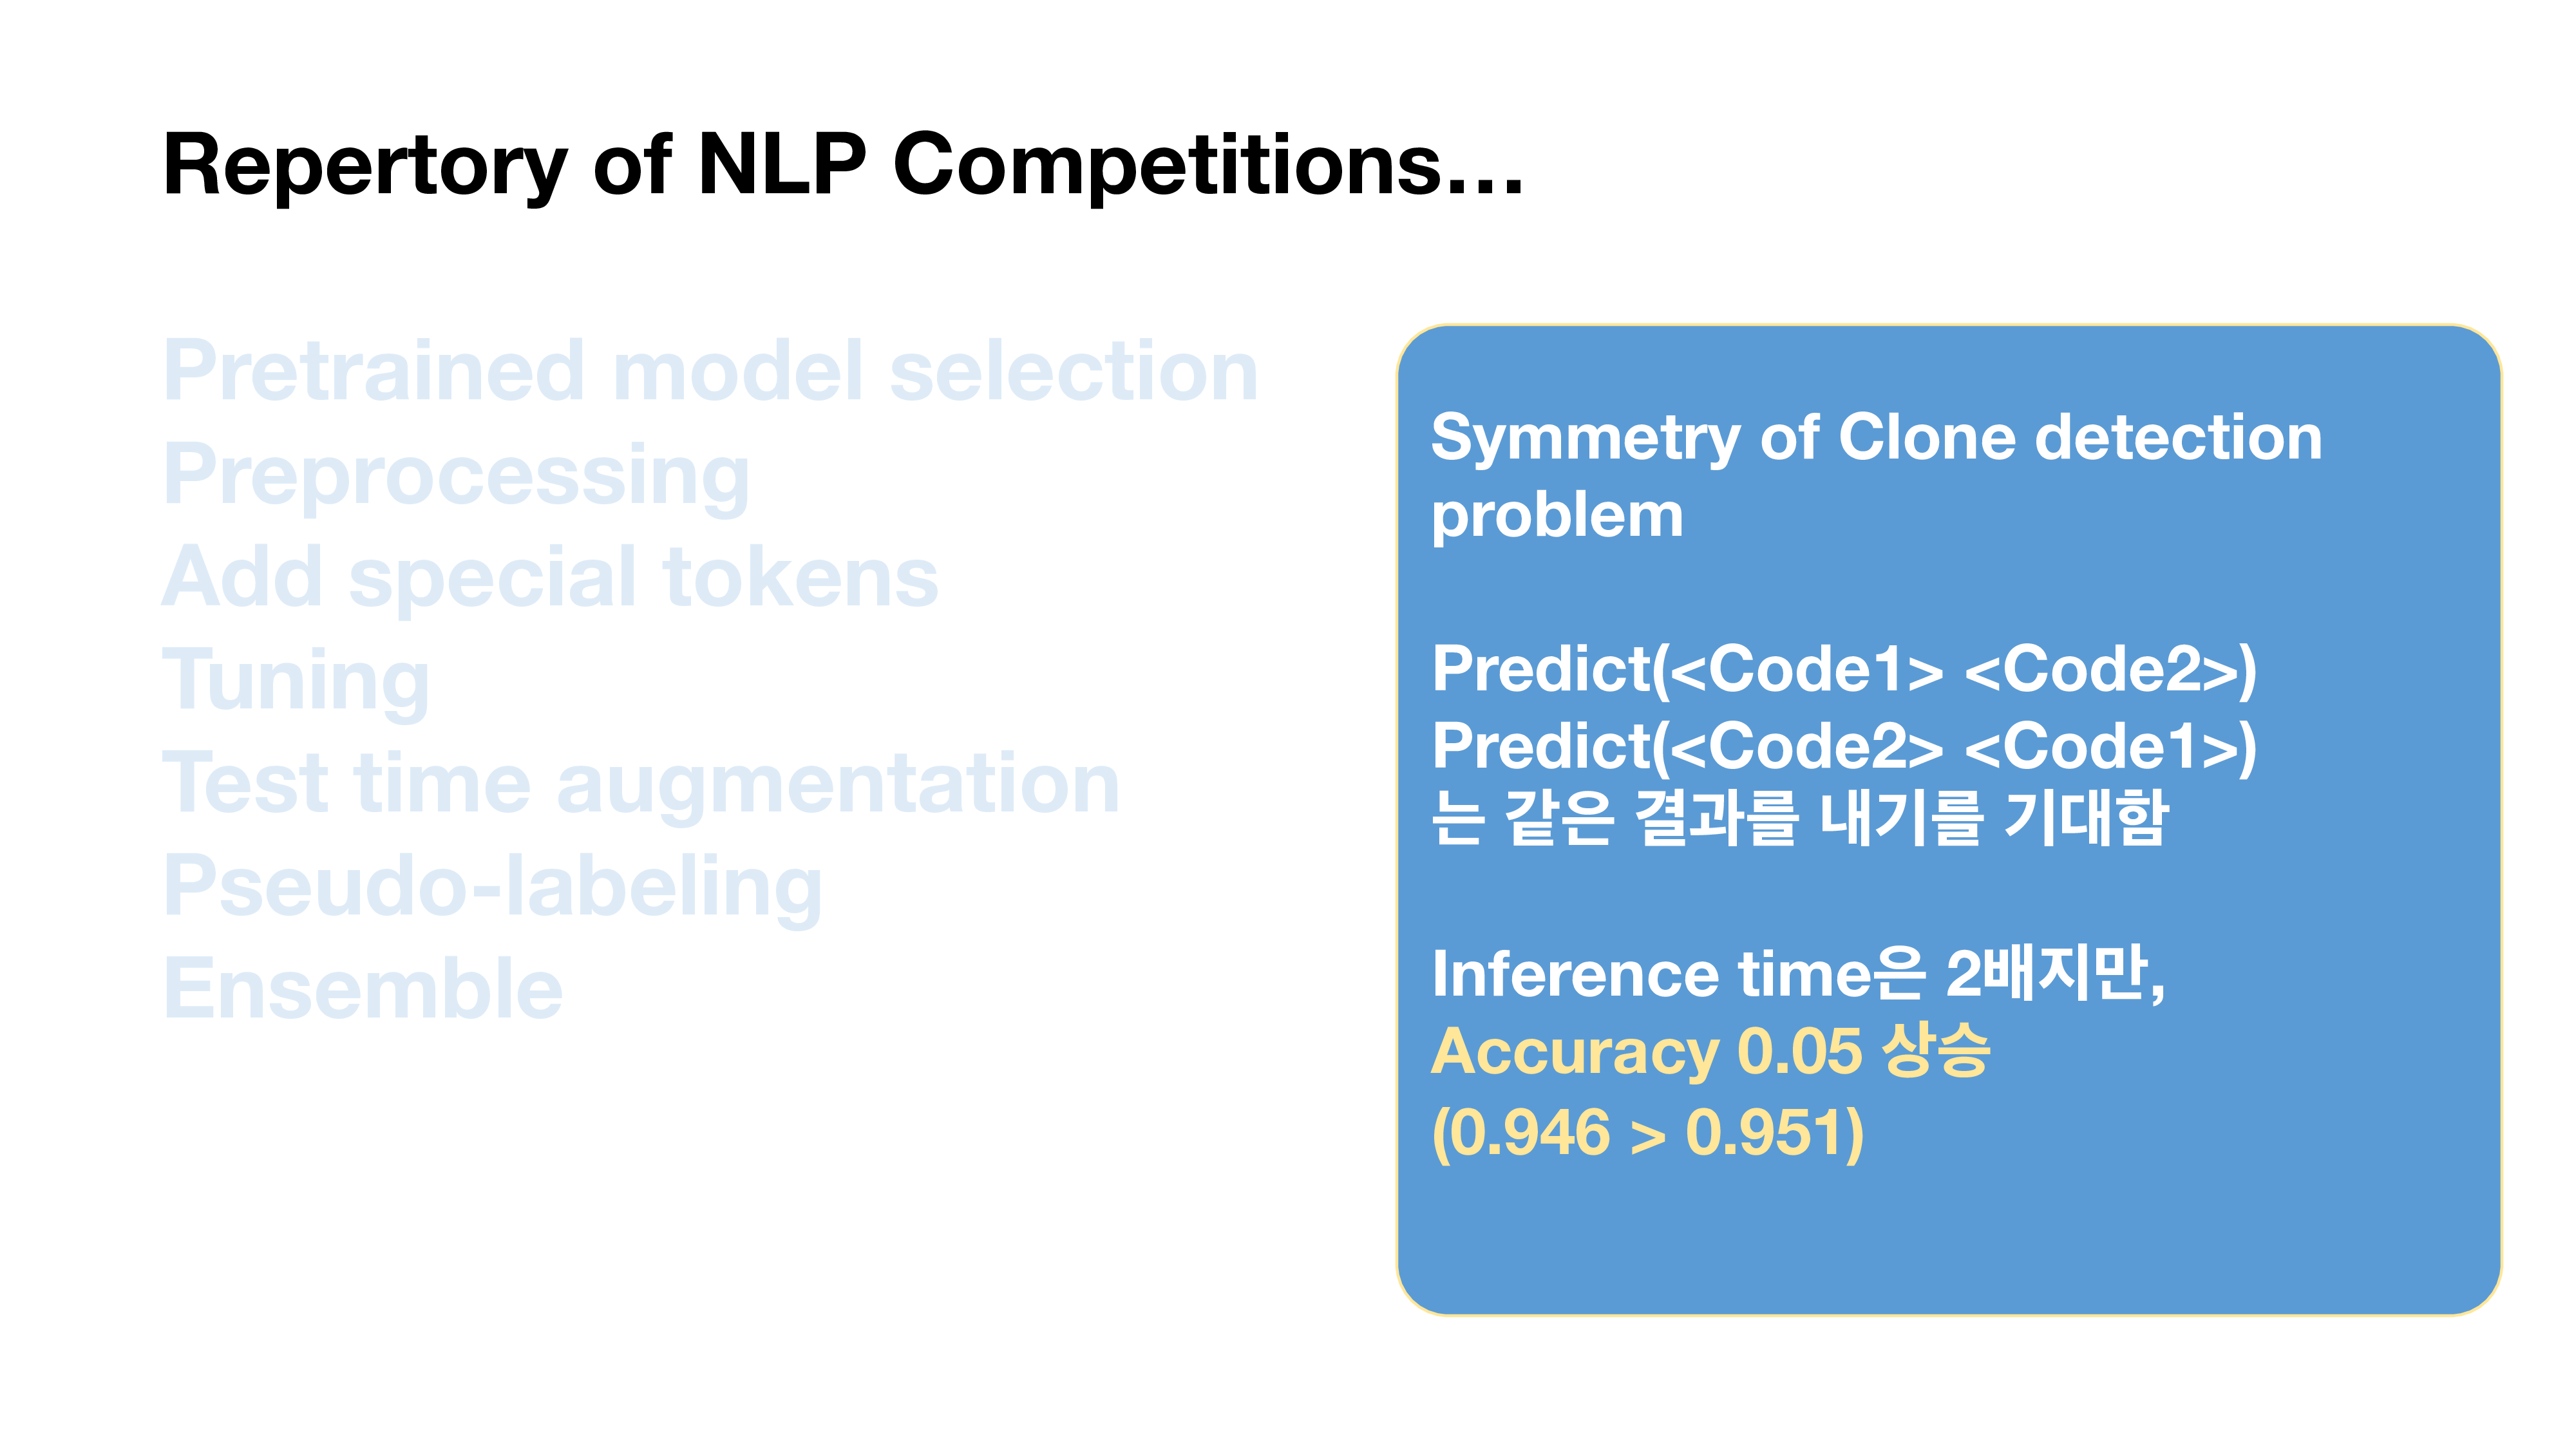 Repertory of NLP Competitions…
Pretrained model selection
Preprocessing
Add special tokens
Tuning
Test time augmentation
Pseudo-labeling
Ensemble
Symmetry of Clone detection
problem
Predict(<Code1> <Code2>)
Predict(<Code2> <Code1>)
는 같은 결과를 내기를 기대함
Inference time은 2배지만,
Accuracy 0.05 상승
(0.946 > 0.951)